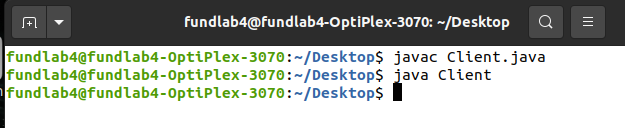 fundlab4@fundlab4-OptiPlex-3070: ~/Desktop
fundlab4@fundlab4-OptiPlex-3070:~/Desktop$ javac Client.java
fundlab4@fundlab4-OptiPlex-3070:~/Desktop$ java Client
fundlab4@fundlab4-OptiPlex-3070:~/Desktop$